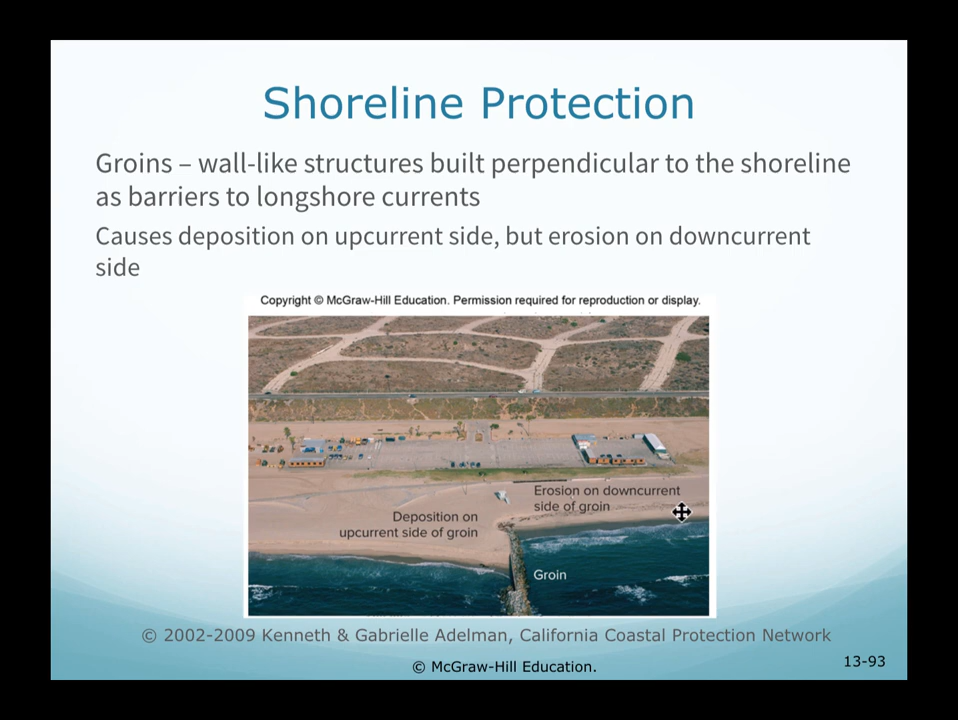 Shoreline Protection
Groins – wall-like structures built perpendicular to the shoreline
as barriers to longshore currents
Causes deposition on upcurrent side, but erosion on downcurrent
side
Copyright © McGraw-Hill Education. Permission required for reproduction or display.
Erosion on downcurrent
side of groin
Deposition on
upcurrent side of groin
Groin
© 2002-2009 Kenneth & Gabrielle Adelman, California Coastal Protection Network
© McGraw-Hill Education.
13-93